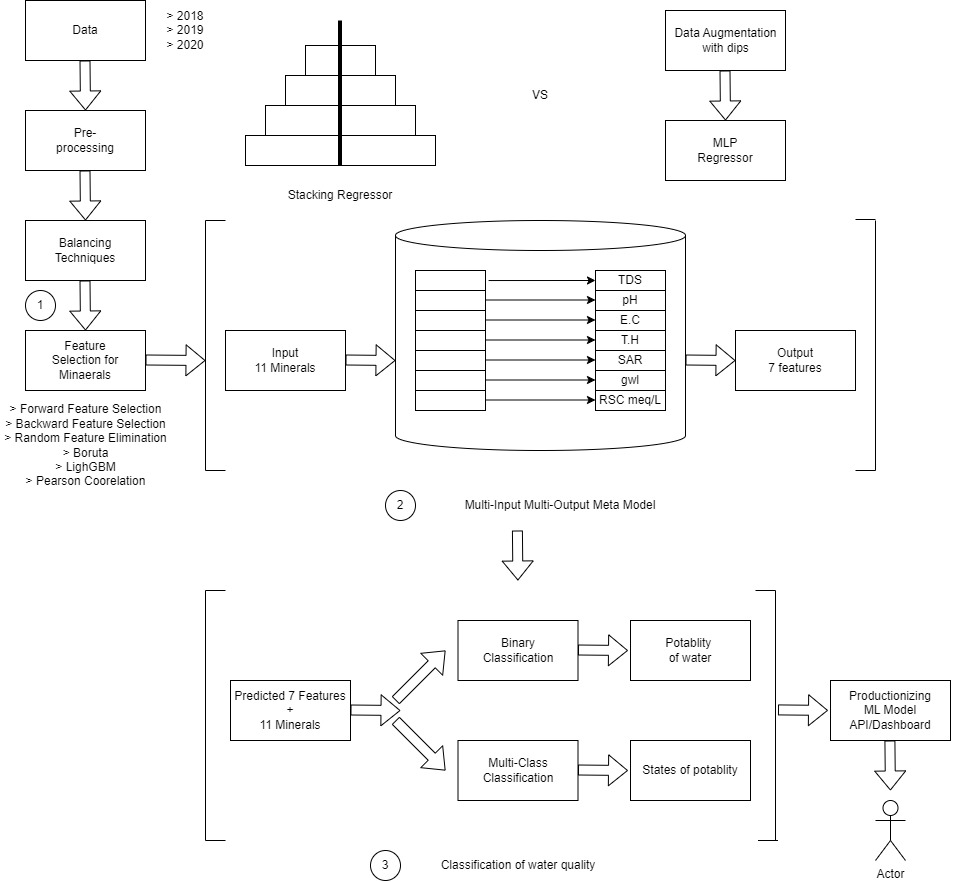 Data
> 2018
> 2019
> 2020
Pre-
processing
Balancing
Techniques
1
Feature
Selection for
Minaerals
> Forward Feature Selection
> Backward Feature Selection
> Random Feature Elimination
> Boruta
> LighGBM
> Pearson Coorelation
Stacking Regressor
VS
Data Augmentation
with dips
MLP
Regressor
Input
11 Minerals
TDS
pH
E.C
T.H
SAR
gwl
RSC meq/L
Output
7 features
2
Multi-Input Multi-Output Meta Model
Predicted 7 Features
+
11 Minerals
Binary
Classification
Potablity
of water
Multi-Class
Classification
States of potablity
Productionizing
ML Model
API/Dashboard
Actor
3
Classification of water quality